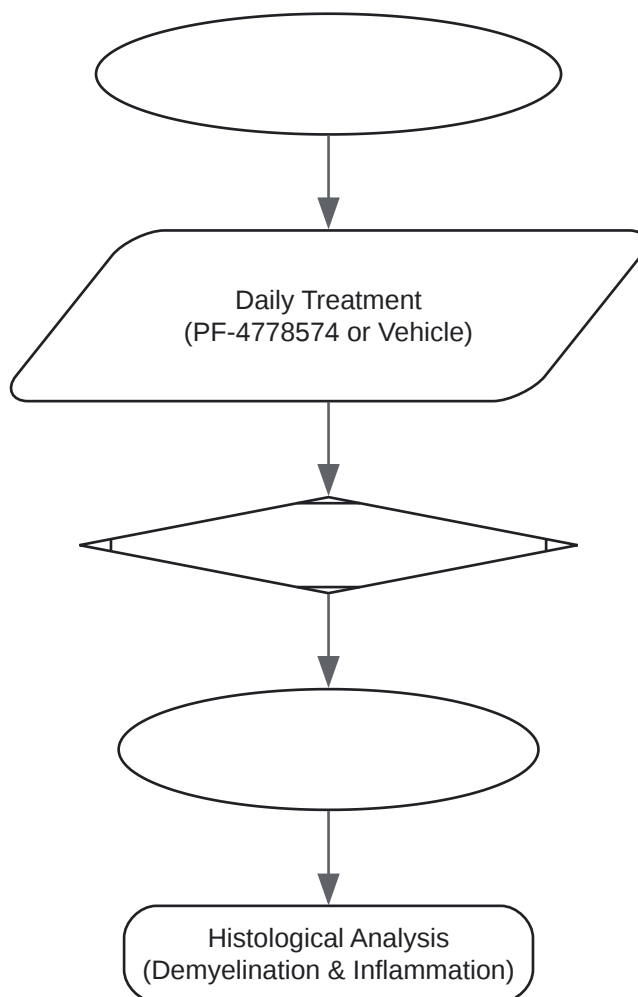 Daily Treatment
(PF-4778574 or Vehicle)
Histological Analysis
(Demyelination & Inflammation)